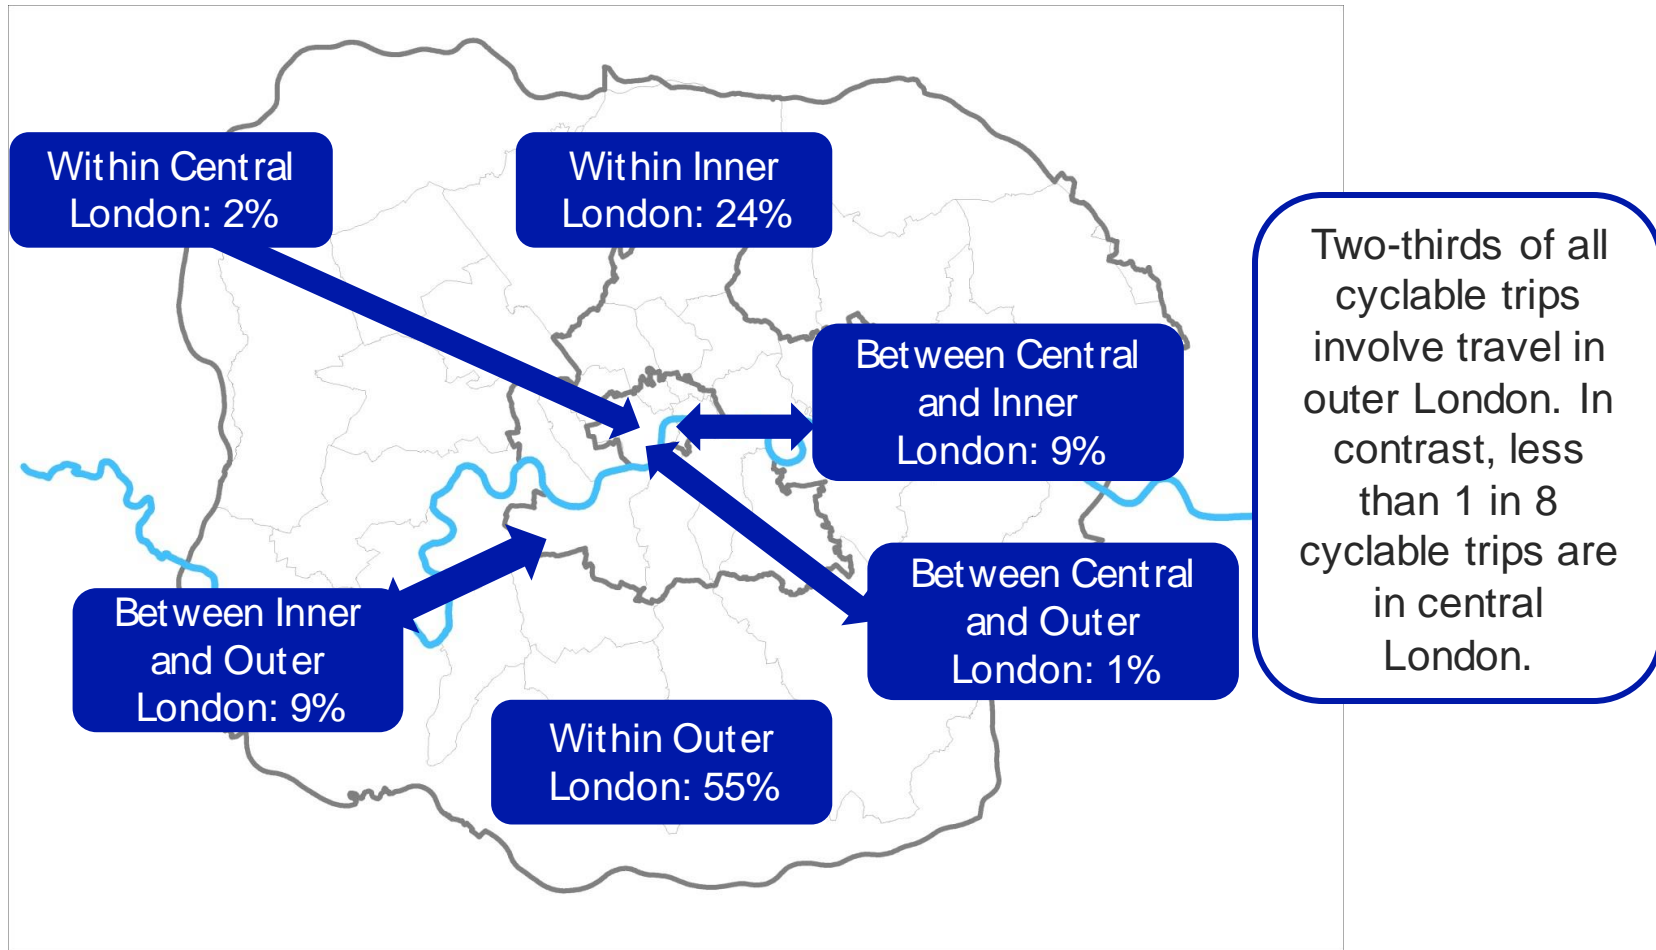 Within Central
London: 2%
Within Inner
London: 24%
Between Central
and Inner
London: 9%
Between Inner
and Outer
London: 9%
Between Central
and Outer
London: 1%
Within Outer
London: 55%
Two-thirds of all
cyclable trips
involve travel in
outer London. In
contrast, less
than 1 in 8
cyclable trips are
in central
London.